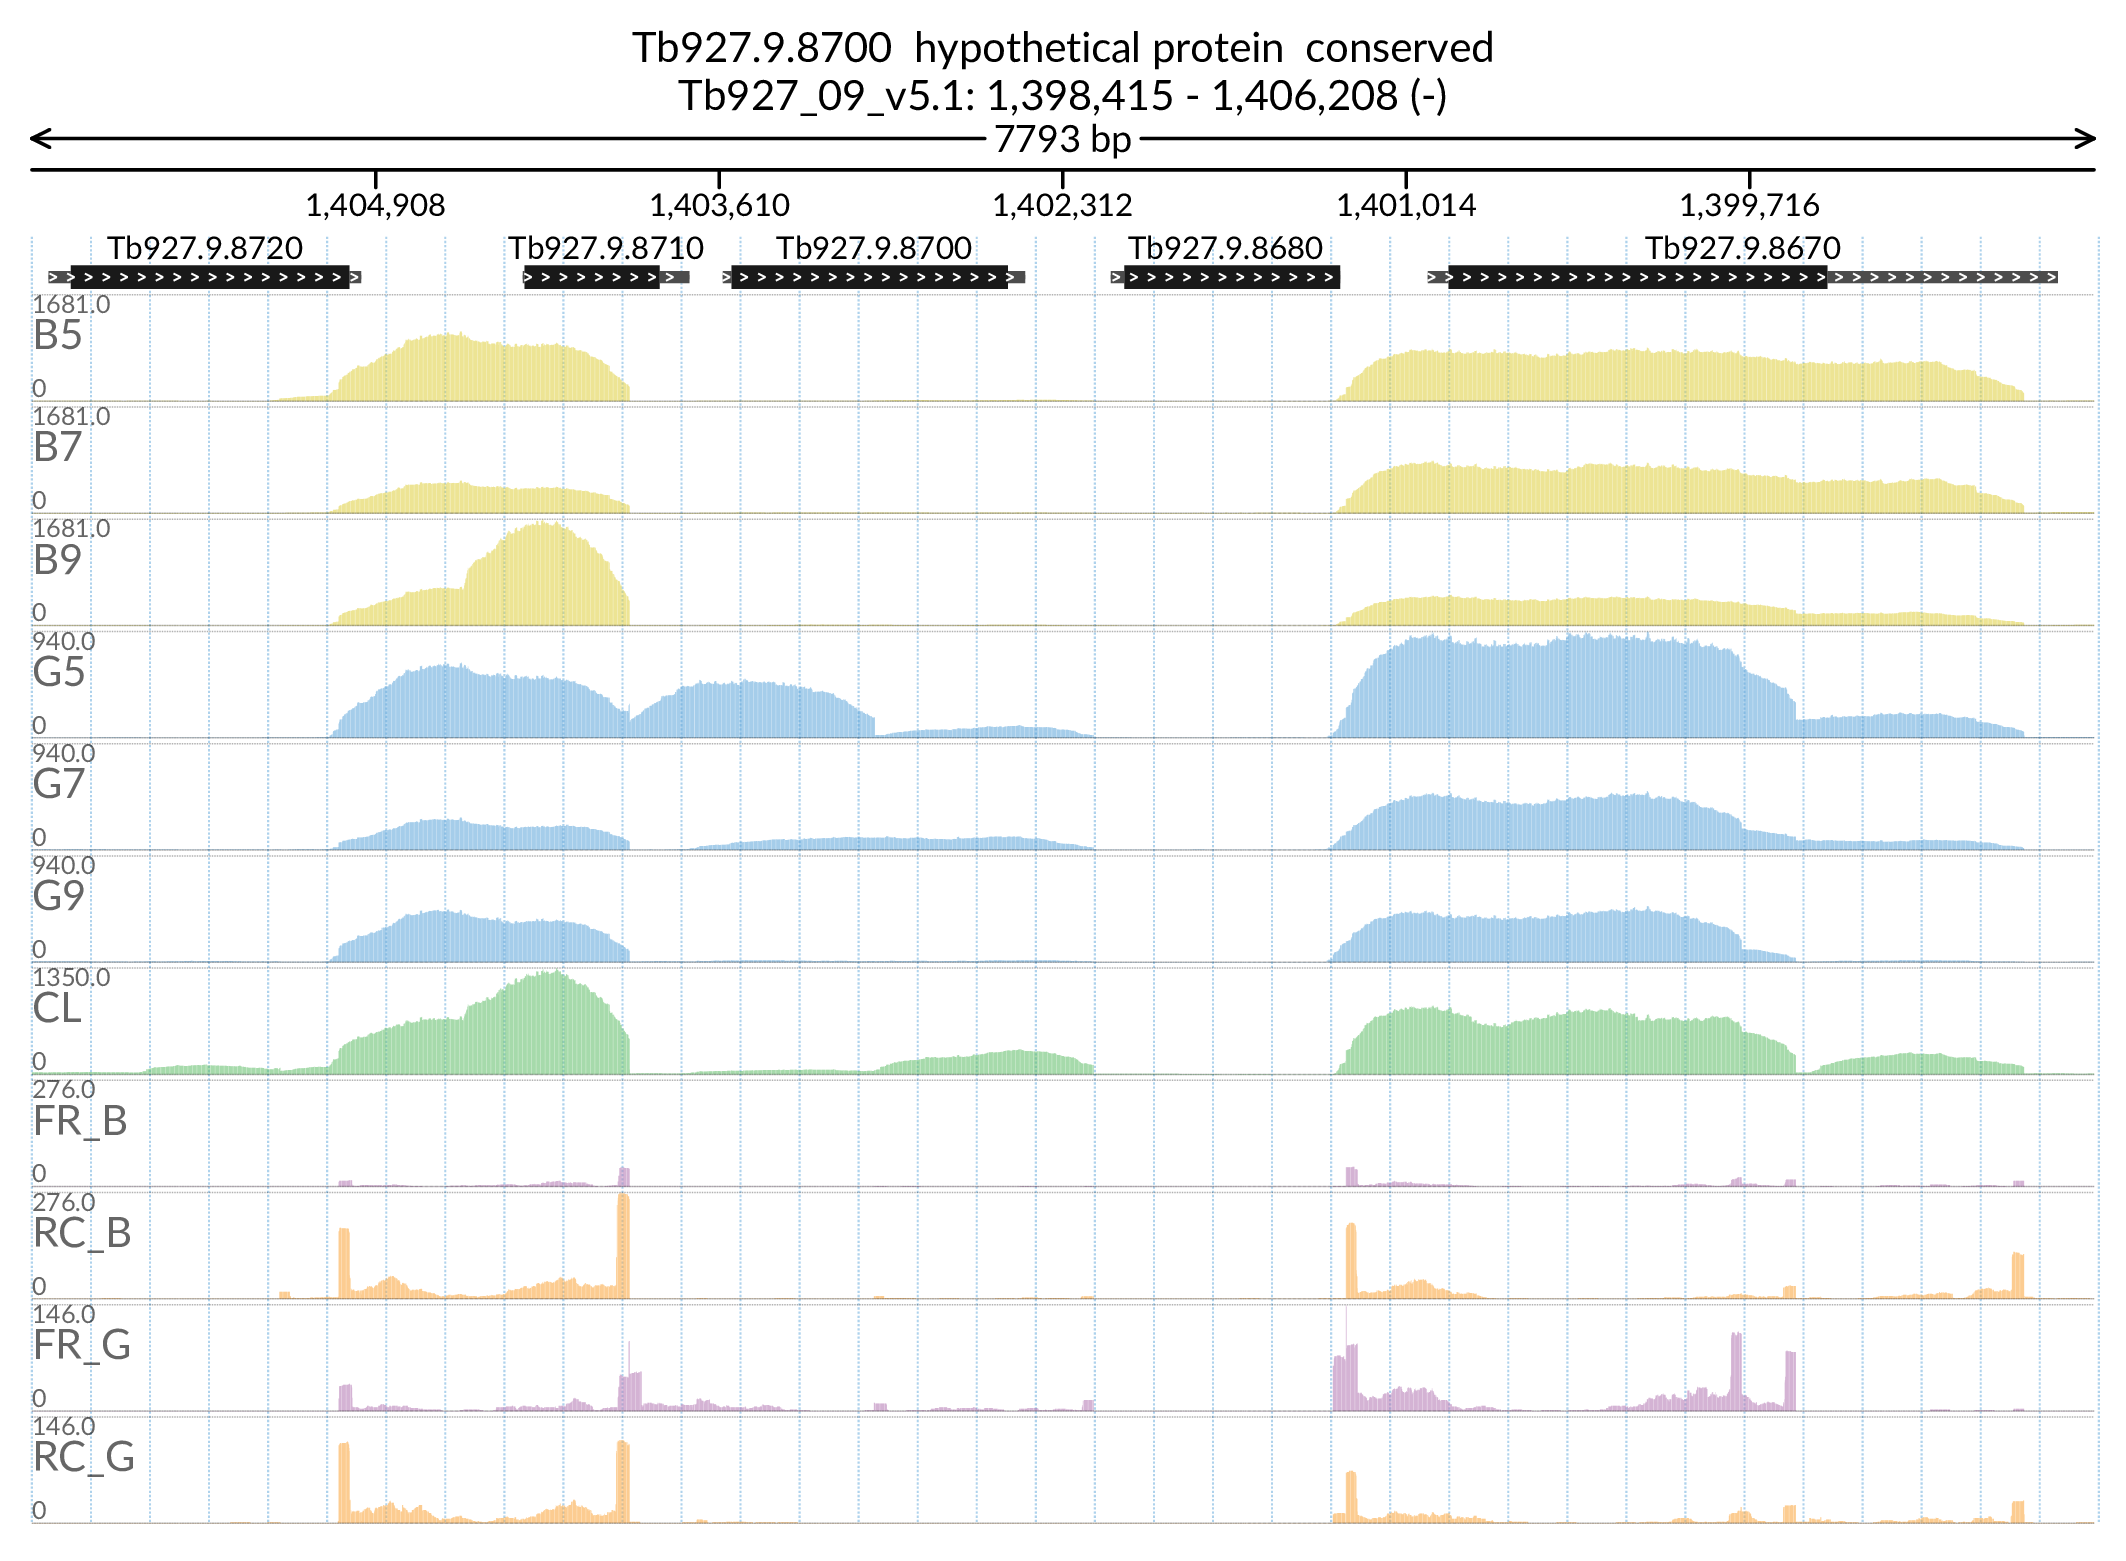 Tb927.9.8700 hypothetical protein conserved
Tb927_09_v5.1: 1,398,415 - 1,406,208 (-)
7793 bp
1,404,908 1,403,610 1,402,312 1,401,014 1,399,716
Tb927.9.8720 Tb927.9.8710 Tb927.9.8700 Tb927.9.8680 Tb927.9.8670
1681.0
B5
0
1681.0
B7
0
1681.0
B9
0
940.0
G5
0
940.0
G7
0
940.0
G9
0
1350.0
CL
0
276.0
FR_B
0
276.0
RC_B
0
146.0
FR_G
0
146.0
RC_G
0